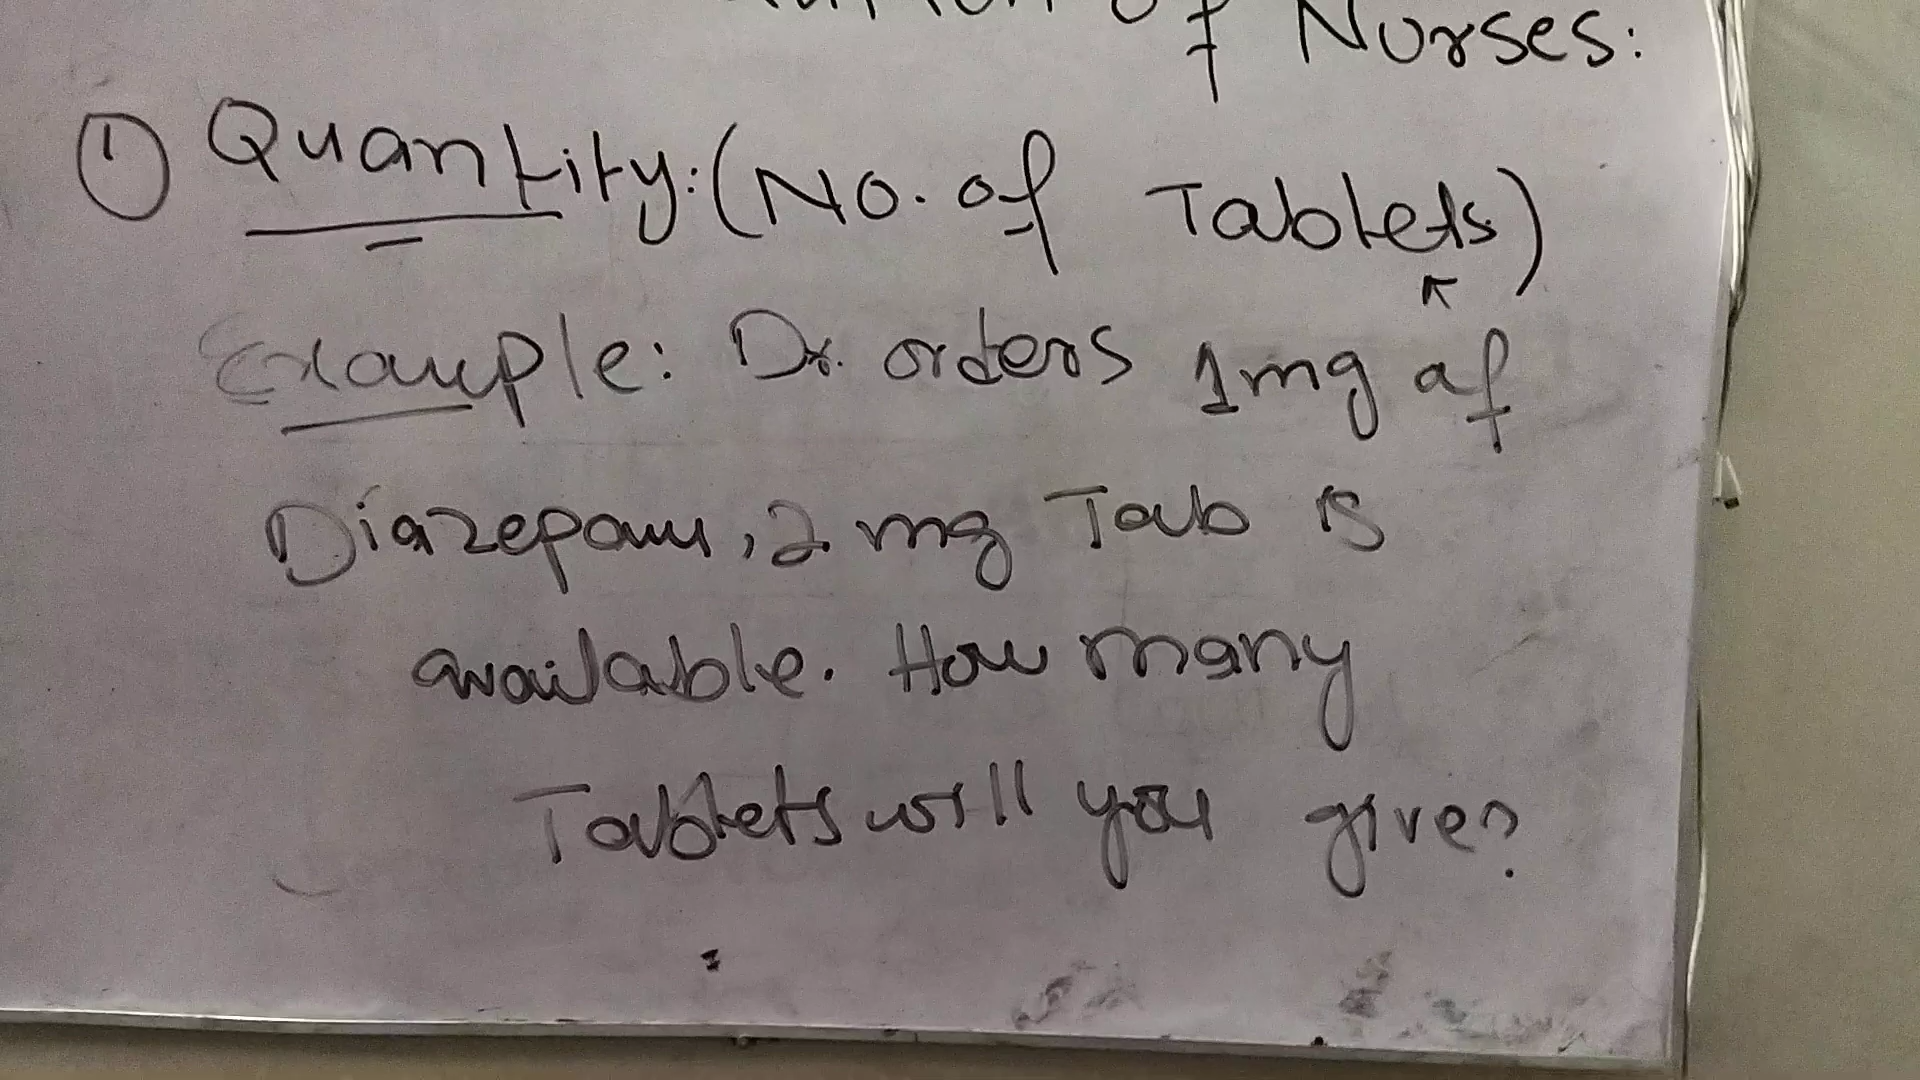 of Nurses:
① Quantity: (No. of Tablets)
Example: Dr. orders 1mg of
Diazepam, 2 mg Tab is
available. How many
Tablets will you give?